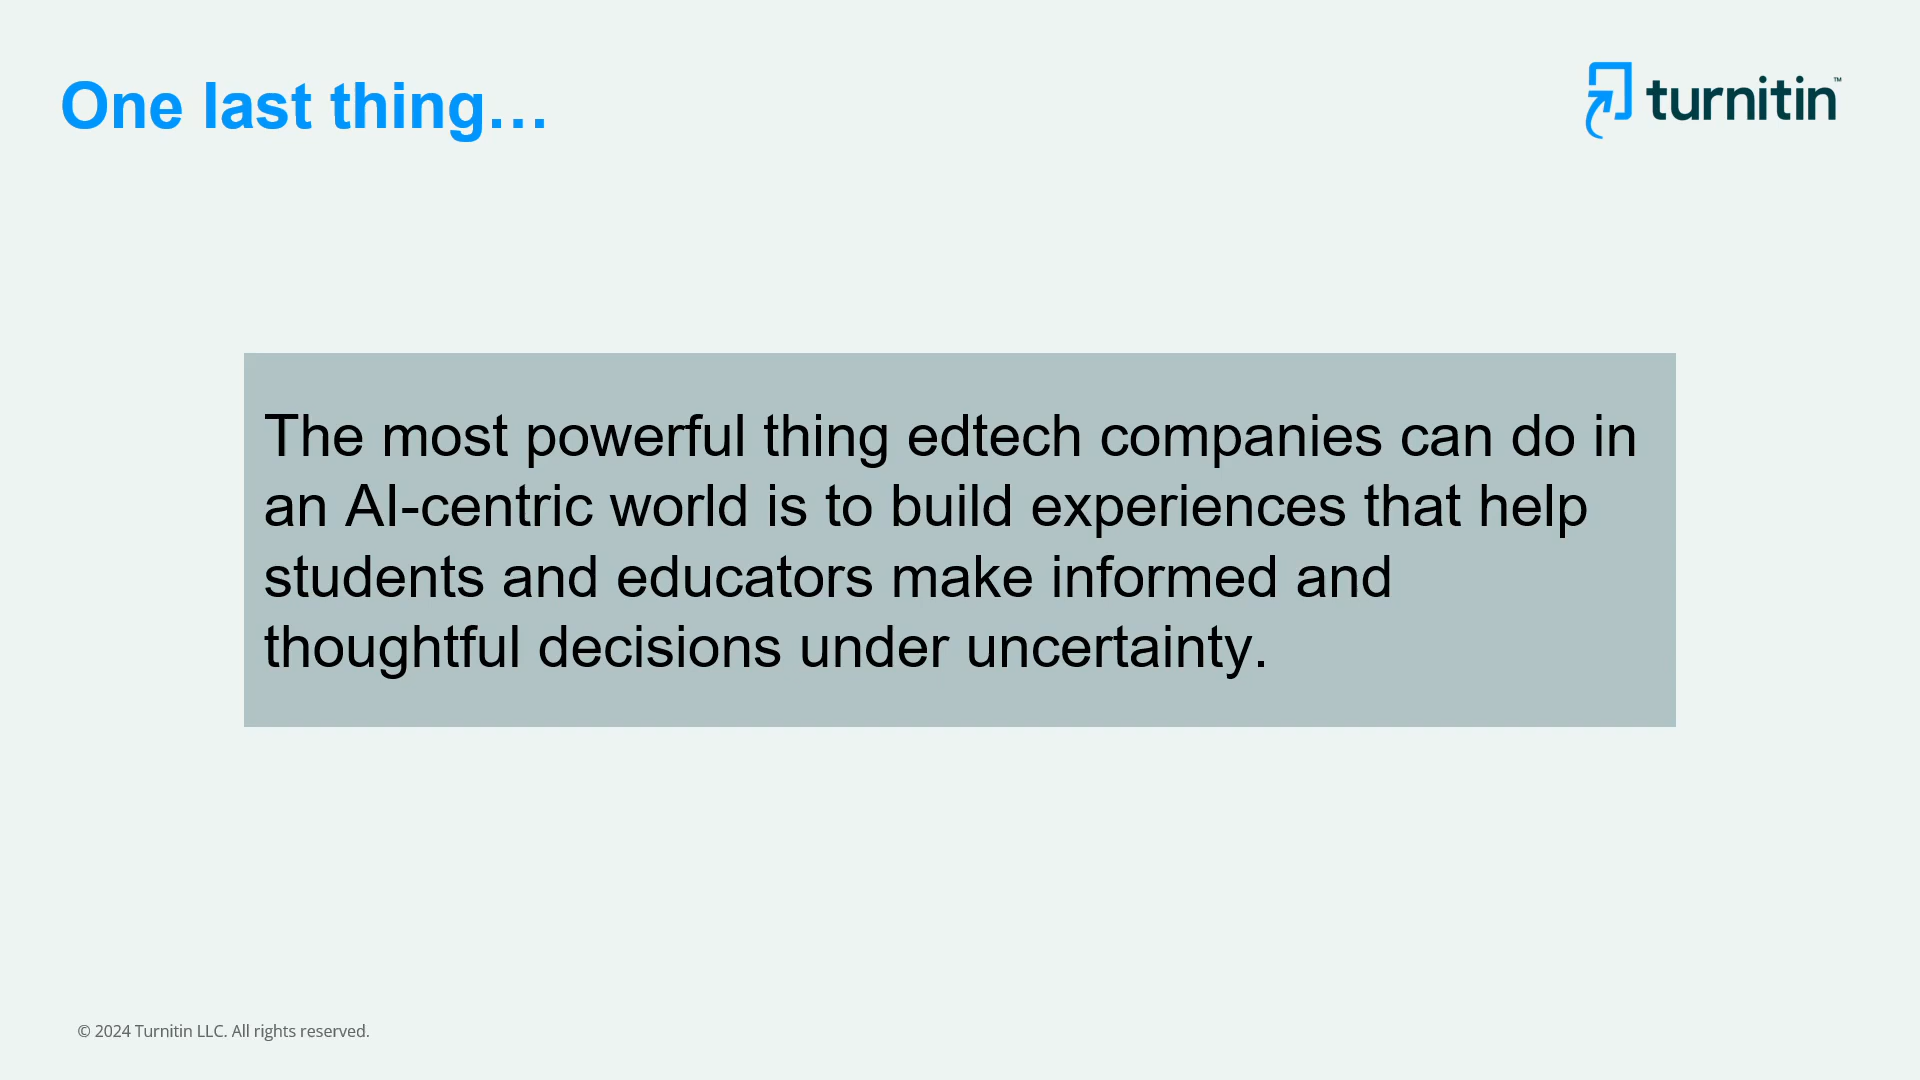 One last thing…
turnitin™
The most powerful thing edtech companies can do in
an AI-centric world is to build experiences that help
students and educators make informed and
thoughtful decisions under uncertainty.
© 2024 Turnitin LLC. All rights reserved.